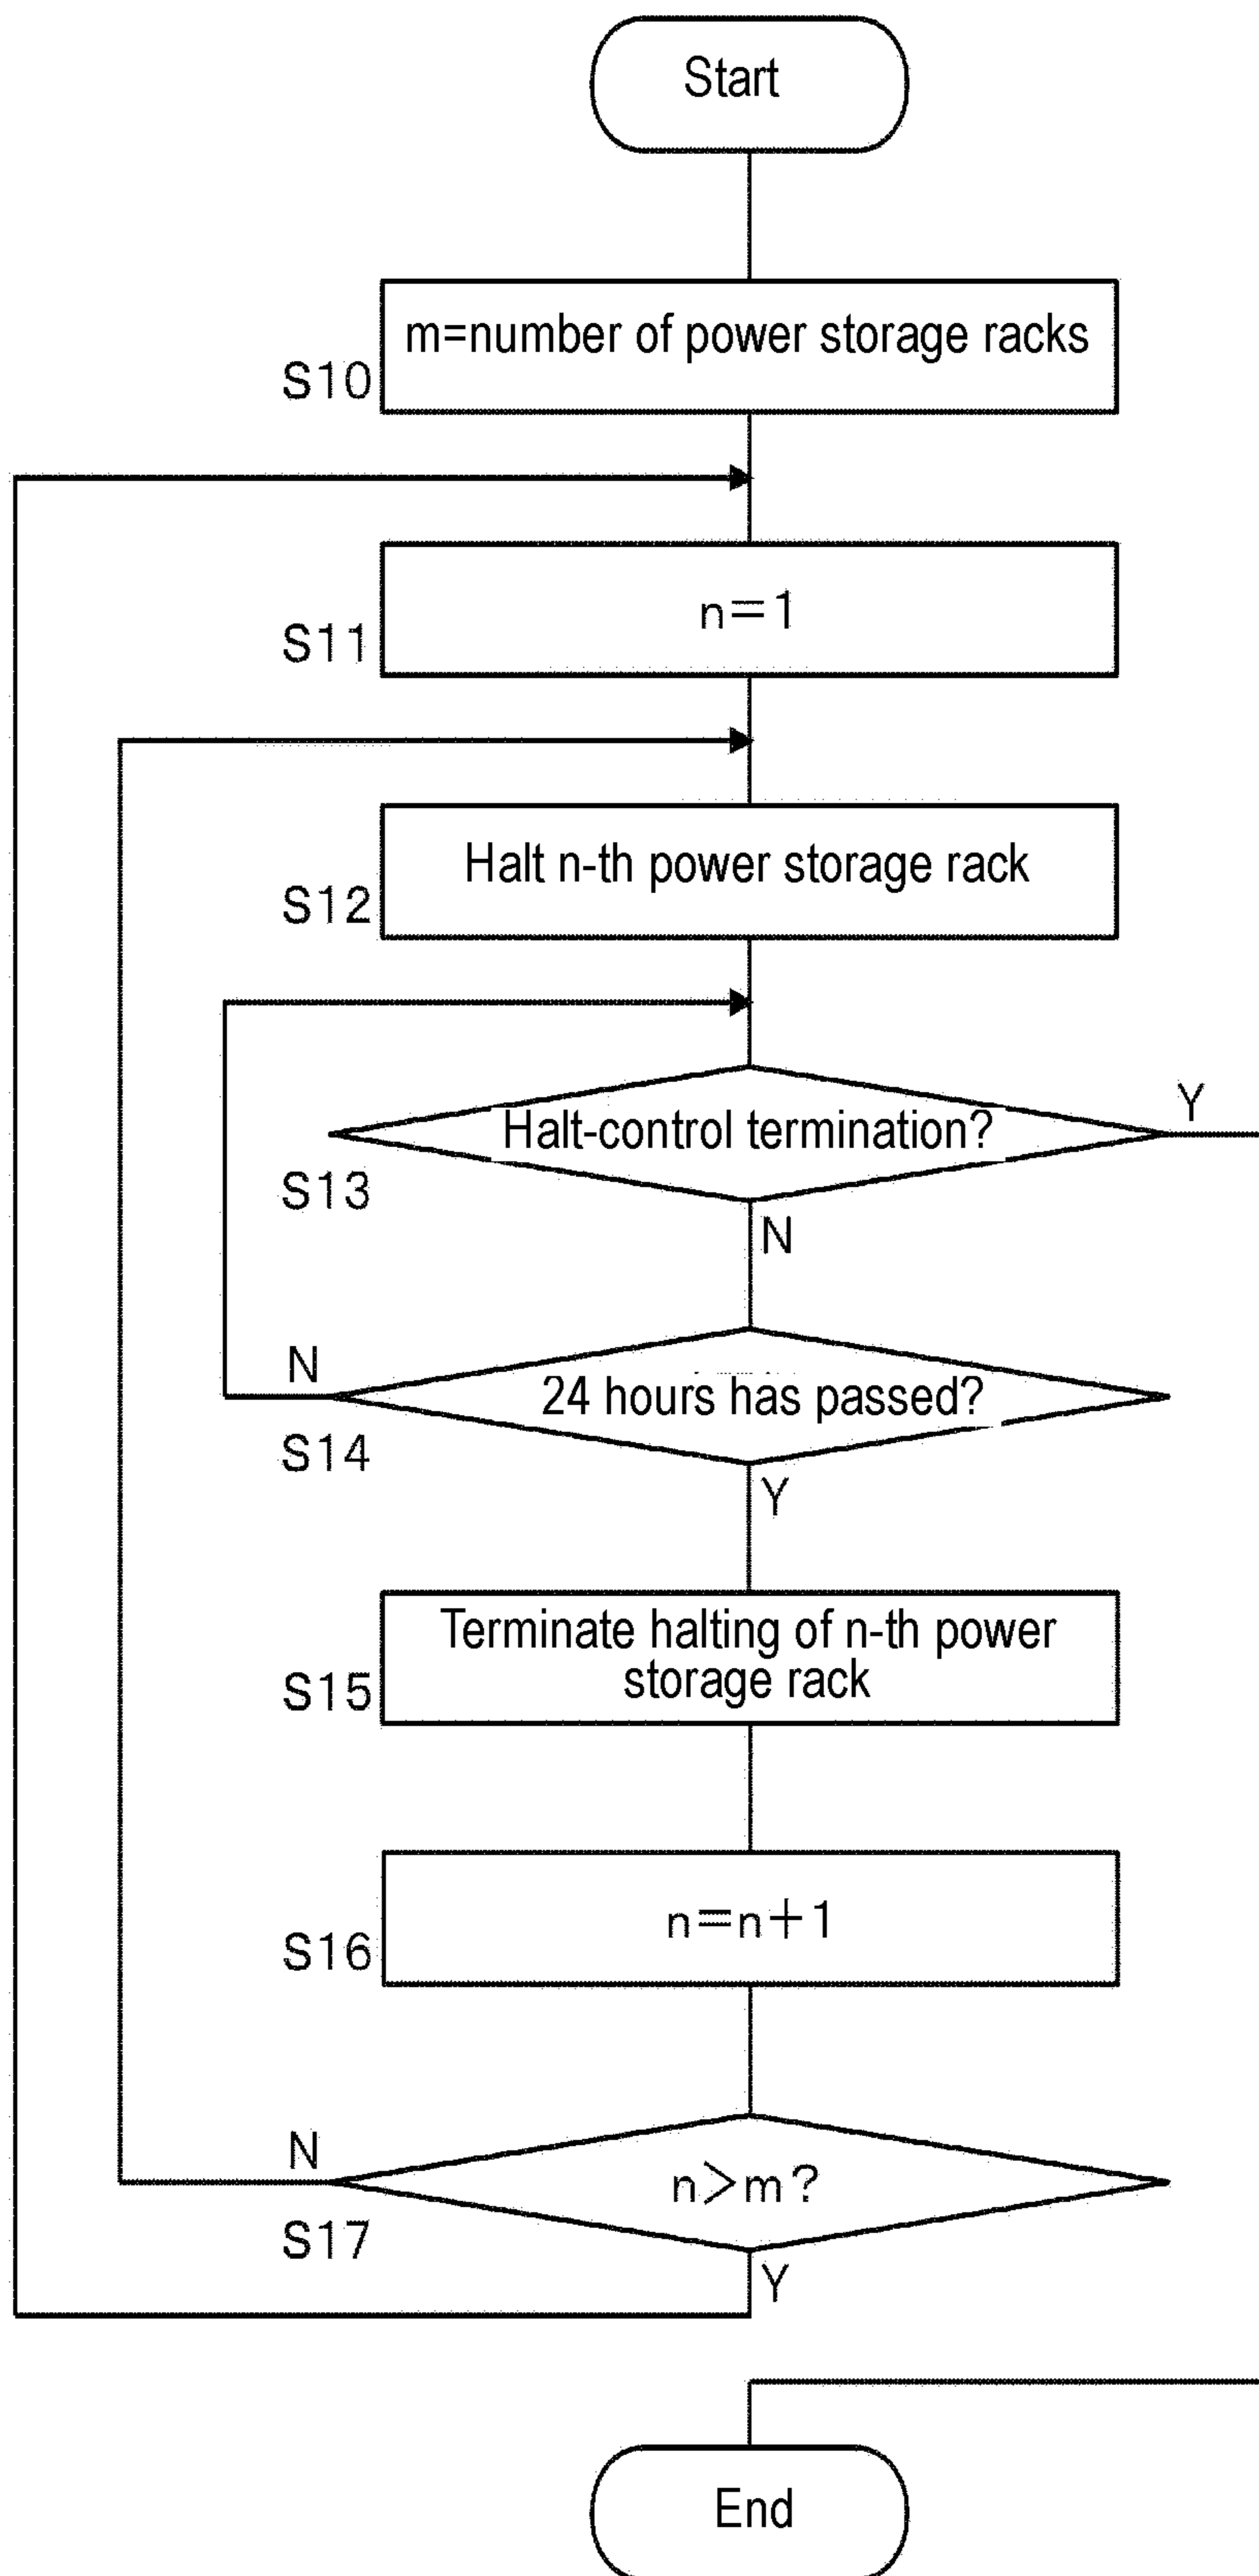 Start
m=number of power storage racks
S10
n=1
S11
Halt n-th power storage rack
S12
Halt-control termination?
Y
S13
N
24 hours has passed?
N
S14
Y
Terminate halting of n-th power
storage rack
S15
n=n+1
S16
n>m?
N
S17
Y
End